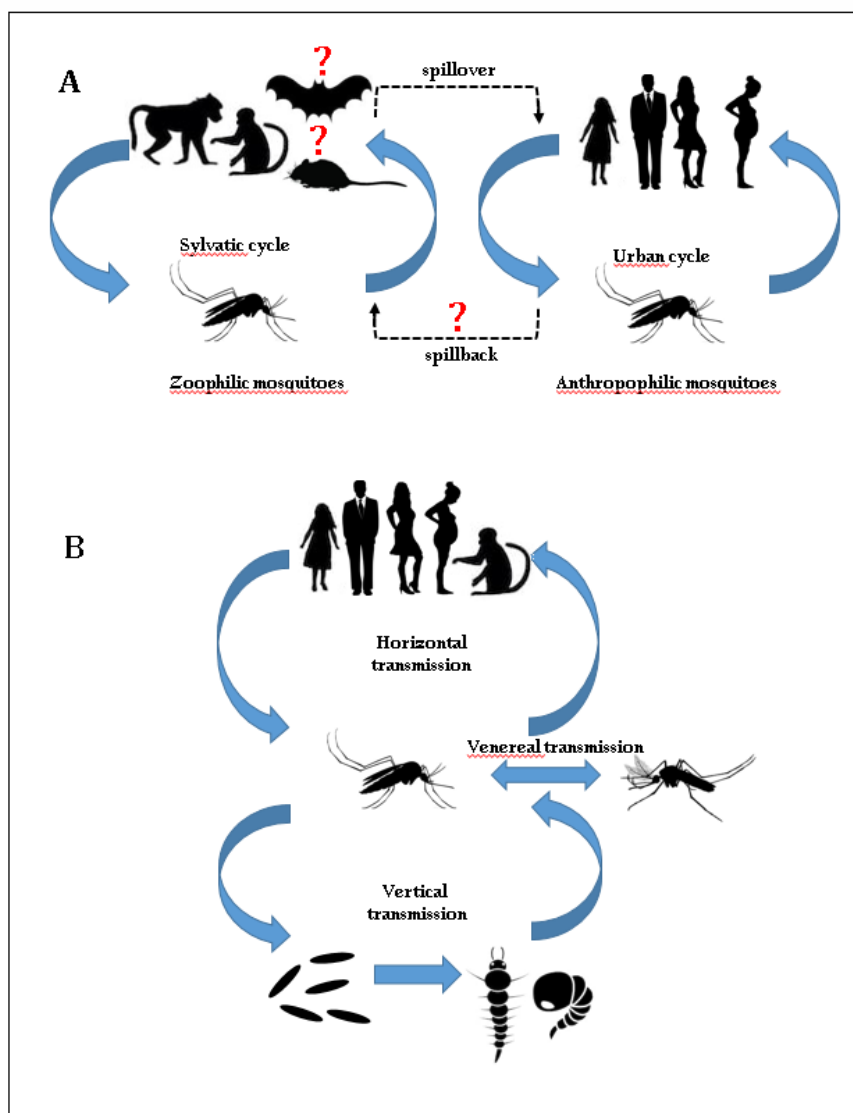 A
?
spillover
?
Sylvatic cycle
Urban cycle
?
spillback
Zoophilic mosquitoes
Anthropophilic mosquitoes
B
Horizontal
transmission
Venereal transmission
Vertical
transmission